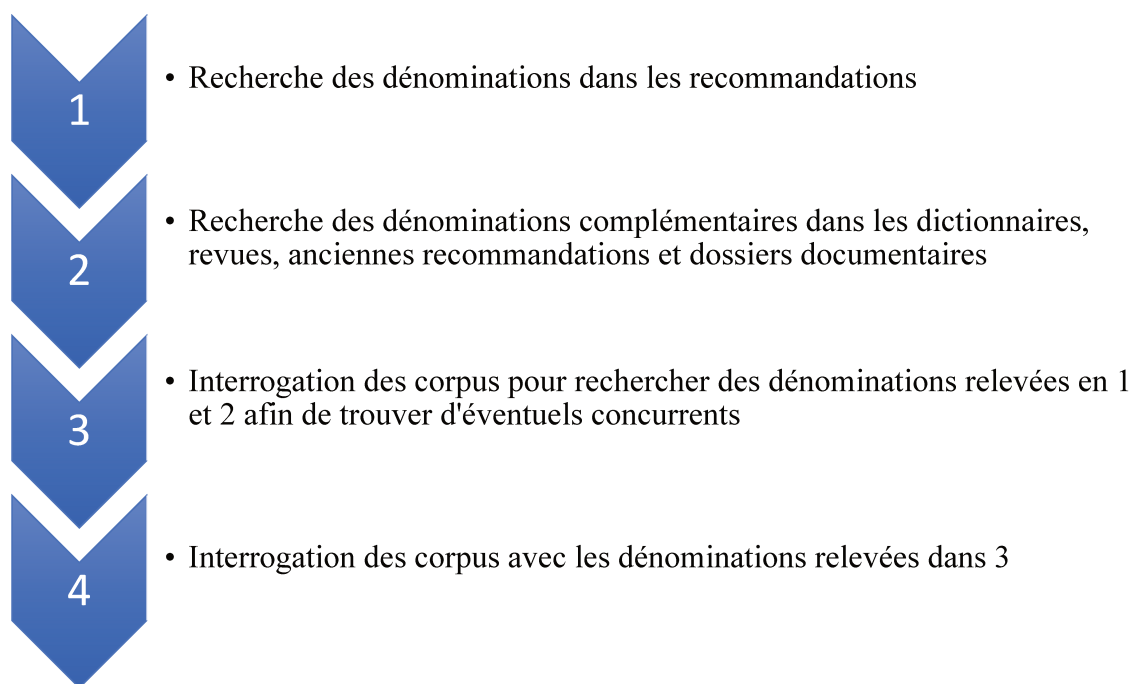 1
• Recherche des dénominations dans les recommandations
2
• Recherche des dénominations complémentaires dans les dictionnaires,
revues, anciennes recommandations et dossiers documentaires
3
• Interrogation des corpus pour rechercher des dénominations relevées en 1
et 2 afin de trouver d'éventuels concurrents
4
• Interrogation des corpus avec les dénominations relevées dans 3